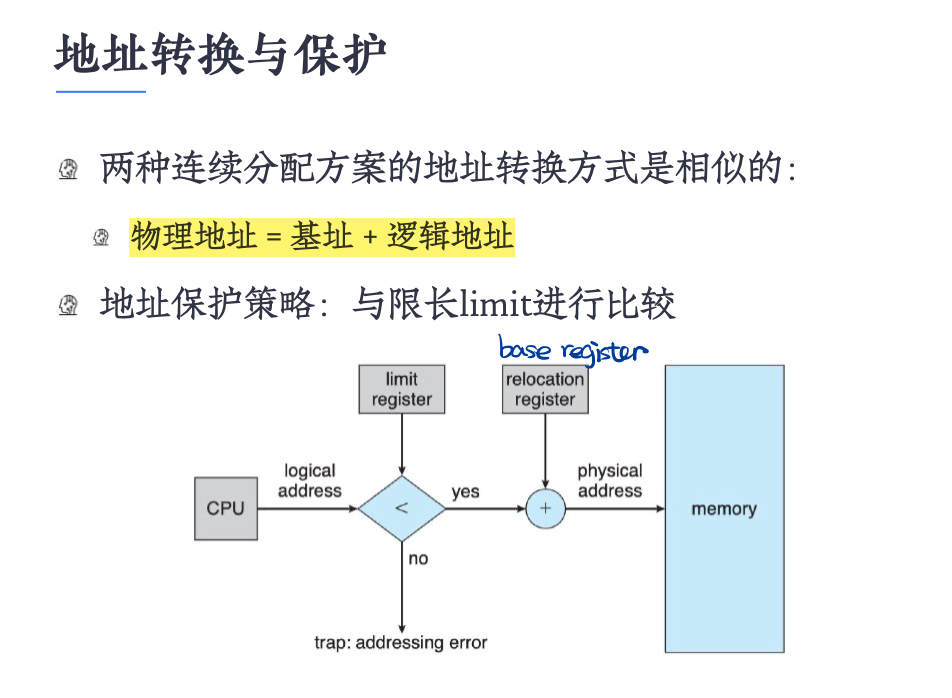 地址转换与保护
两种连续分配方案的地址转换方式是相似的：
物理地址 = 基址 + 逻辑地址
地址保护策略：与限长limit进行比较
base register
limit
register
relocation
register
logical
address
physical
address
CPU
<
yes
+
memory
no
trap: addressing error